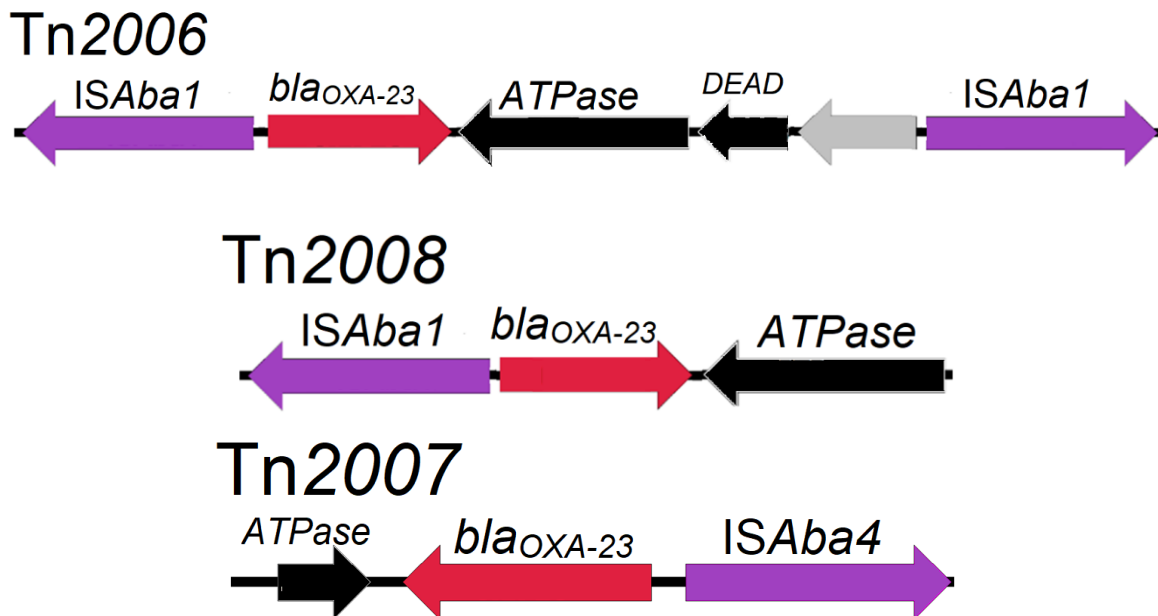 Tn2006
ISAba1 blaOXA-23 ATPase DEAD ISAba1
Tn2008
ISAba1 blaOXA-23 ATPase
Tn2007
ATPase blaOXA-23 ISAba4